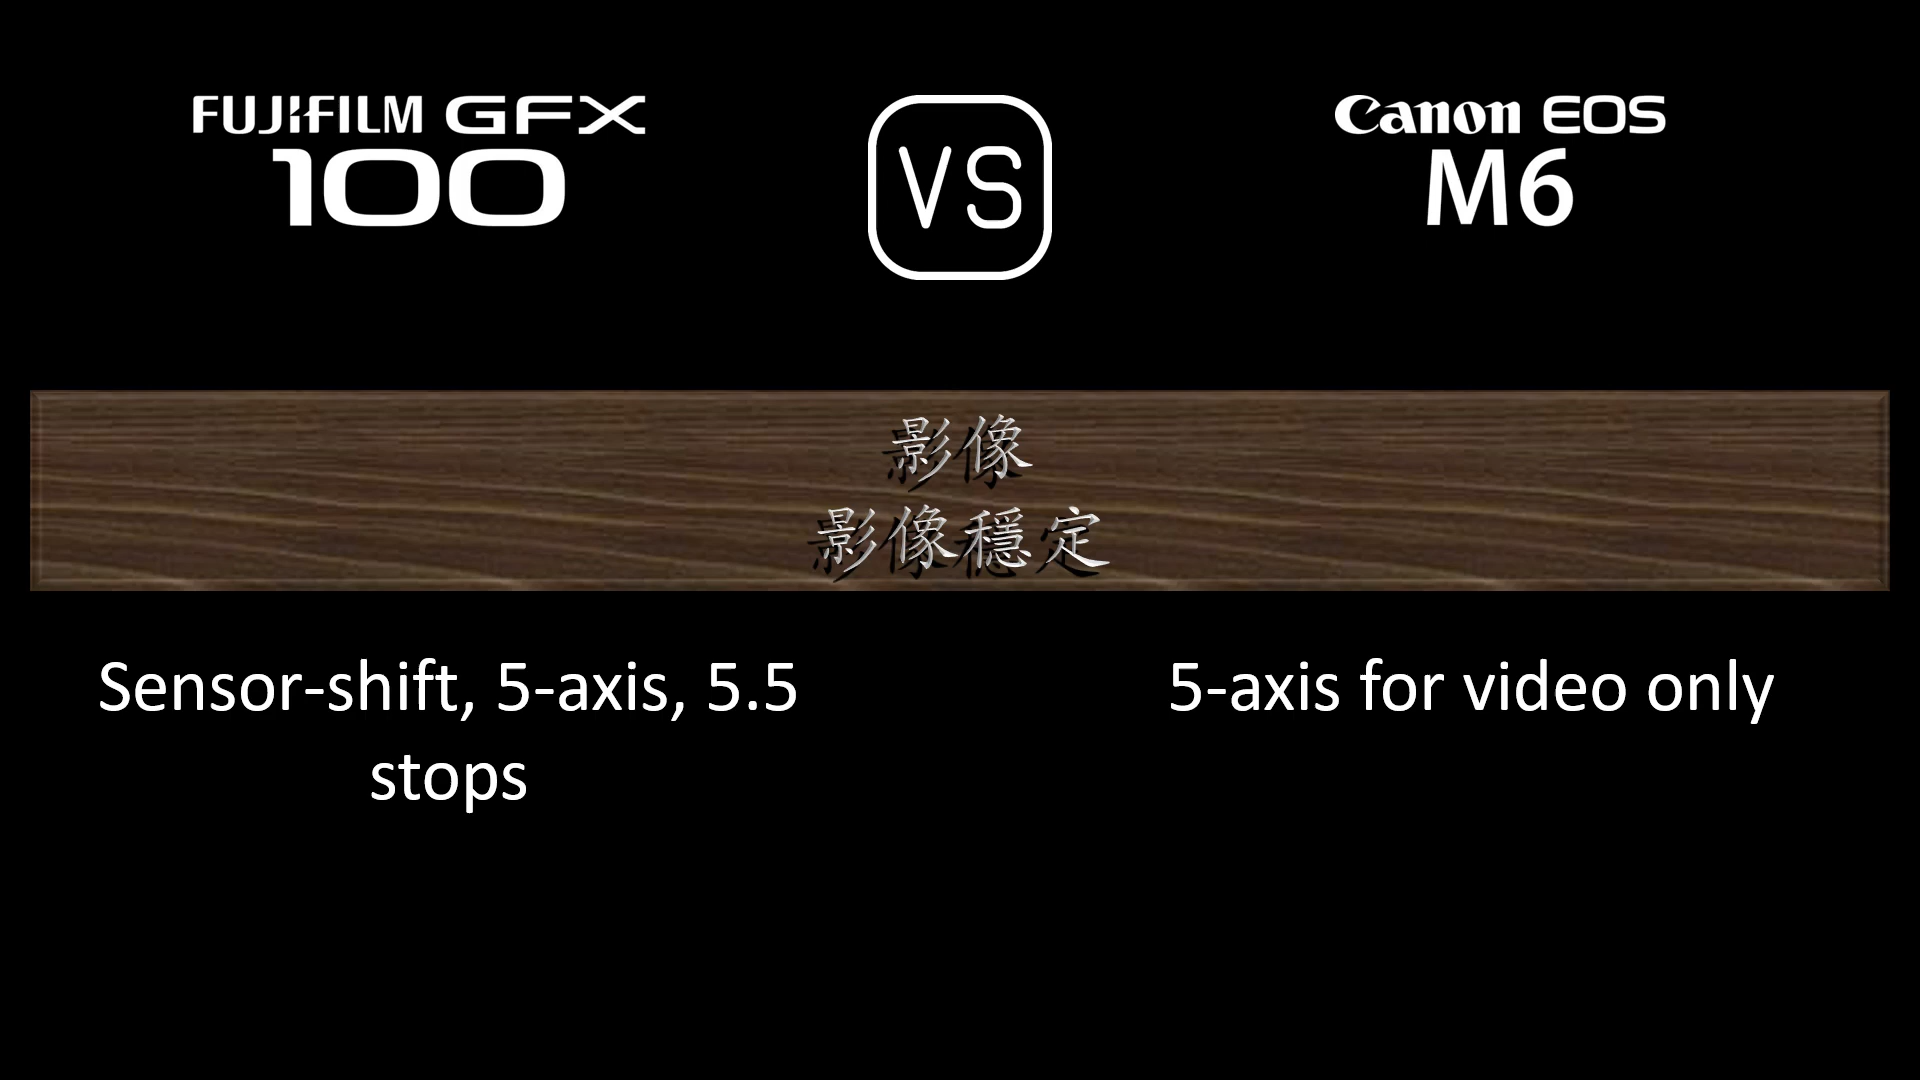 FUJIFILM GFX
100
VS
Canon EOS
M6
影像
影像穩定
Sensor-shift, 5-axis, 5.5
stops
5-axis for video only